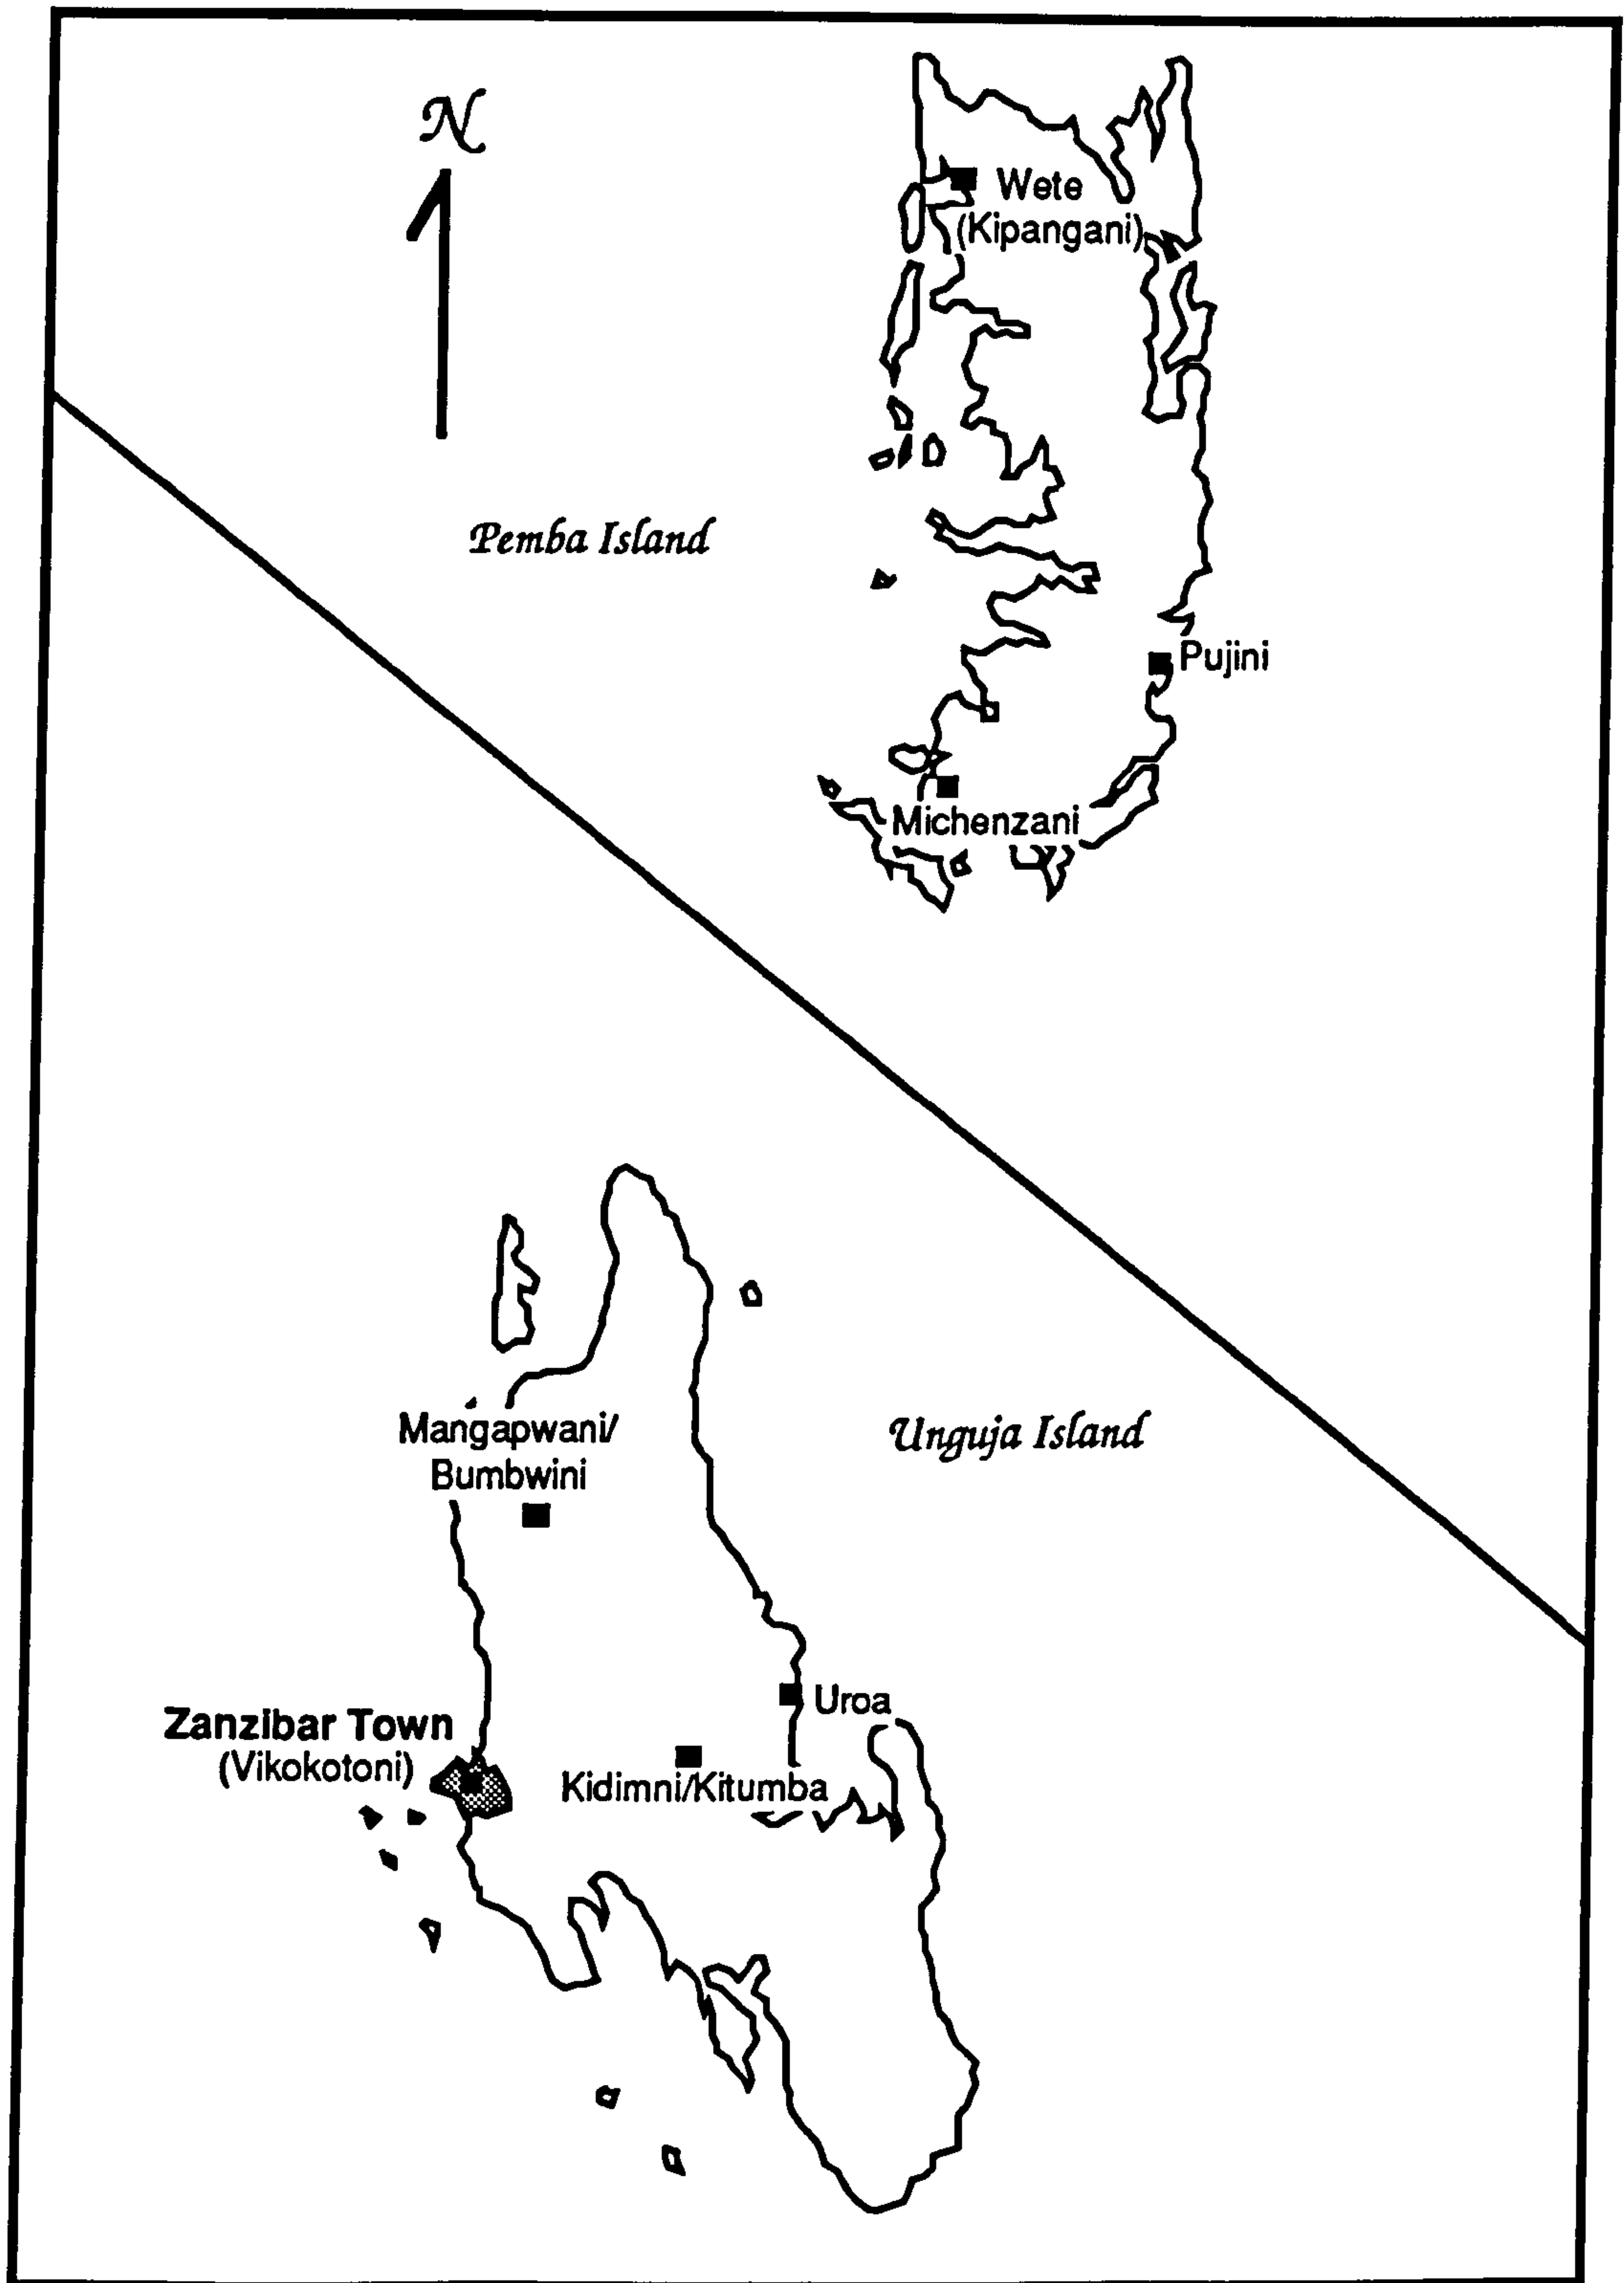 N
Wete
(Kipangani)
Pemba Island
Pujini
Michenzani
Mangapwani/
Bumbwini
Unguja Island
Uroa
Zanzibar Town
(Vikokotoni)
Kidimni/Kitumba